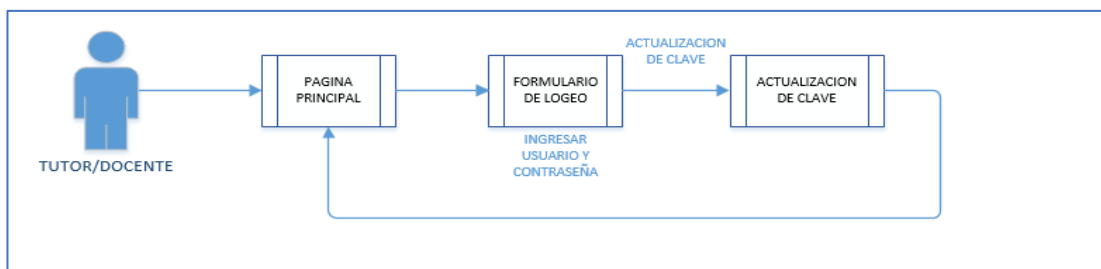 TUTOR/DOCENTE
PAGINA
PRINCIPAL
FORMULARIO
DE LOGEO
INGRESAR
USUARIO Y
CONTRASEÑA
ACTUALIZACION
DE CLAVE
ACTUALIZACION
DE CLAVE